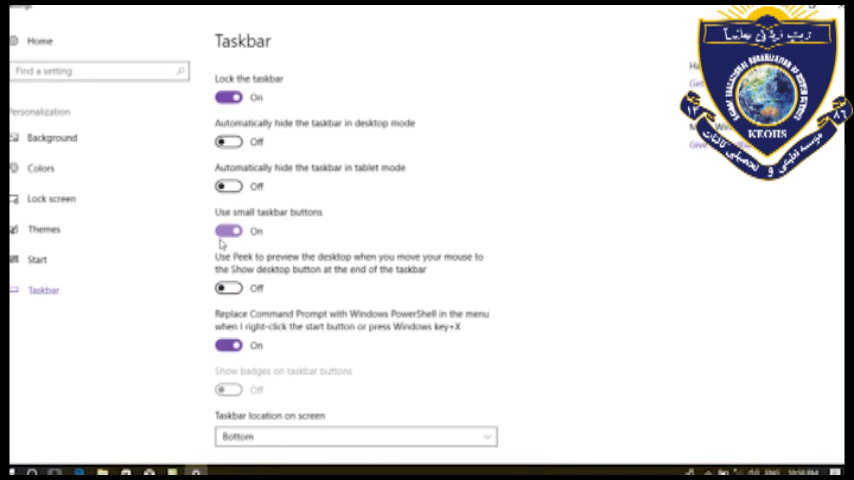 Home
Taskbar
Find a setting
Lock the taskbar
On
Personalization
Automatically hide the taskbar in desktop mode
Background
Off
Colors
Automatically hide the taskbar in tablet mode
Off
Lock screen
Use small taskbar buttons
Themes
On
Start
Use Peek to preview the desktop when you move your mouse to
the Show desktop button at the end of the taskbar
Taskbar
Off
Replace Command Prompt with Windows PowerShell in the menu
when I right-click the start button or press Windows key+X
On
Show badges on taskbar buttons
Off
Taskbar location on screen
Bottom
ENG
10:58 PM
KEOHS